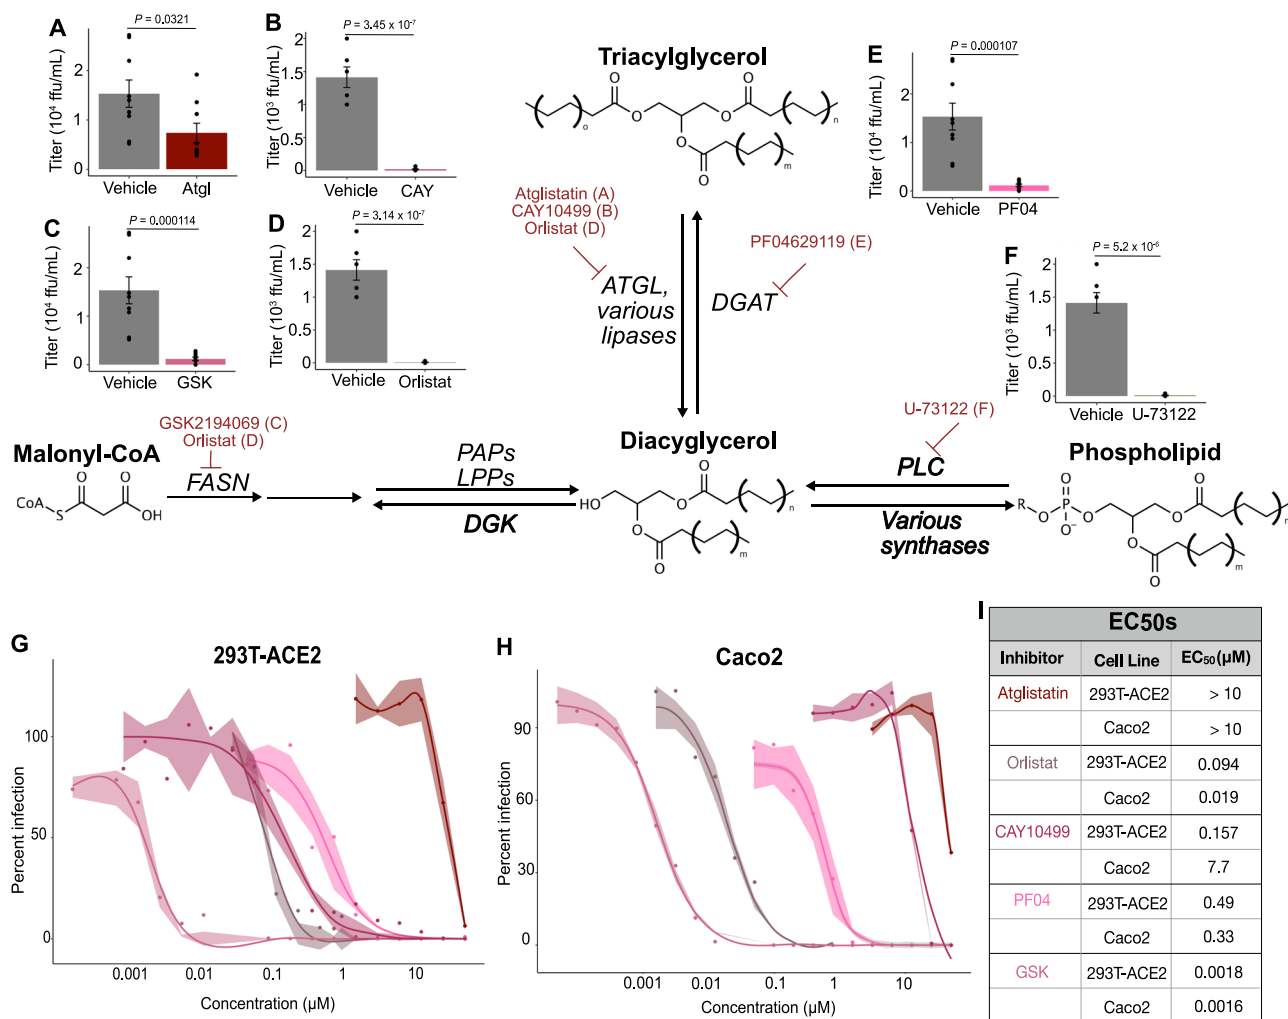 A
P = 0.0321
Titer (10⁴ ffu/mL)
2
1
0
Vehicle
Atgl
B
P = 3.45 x 10⁻⁷
Titer (10³ ffu/mL)
2
1.5
1
0.5
0
Vehicle
CAY
C
P = 0.000114
Titer (10⁴ ffu/mL)
2
1
0
Vehicle
GSK
D
P = 3.14 x 10⁻⁷
Titer (10³ ffu/mL)
2
1.5
1
0.5
0
Vehicle
Orlistat
Triacylglycerol
O
O
O
O
O
O
o
n
m
Atglistatin (A)
CAY10499 (B)
Orlistat (D)
ATGL,
various
lipases
PF04629119 (E)
DGAT
E
P = 0.000107
Titer (10⁴ ffu/mL)
2
1
0
Vehicle
PF04
F
P = 5.2 x 10⁻⁶
Titer (10³ ffu/mL)
2
1.5
1
0.5
0
Vehicle
U-73122
GSK2194069 (C)
Orlistat (D)
Malonyl-CoA
FASN
CoA
S
O
O
OH
PAPs
LPPs
DGK
Diacyglycerol
HO
O
O
O
O
n
m
U-73122 (F)
PLC
Various
synthases
Phospholipid
R
O
P
O
O⁻
O
O
O
O
O
n
m
G
293T-ACE2
Percent infection
100
50
0
0.001
0.01
0.1
1
10
Concentration (µM)
H
Caco2
Percent infection
90
60
30
0
0.001
0.01
0.1
1
10
Concentration (µM)
I
EC50s
Inhibitor Cell Line EC₅₀(µM)
Atglistatin 293T-ACE2 > 10
Caco2 > 10
Orlistat 293T-ACE2 0.094
Caco2 0.019
CAY10499 293T-ACE2 0.157
Caco2 7.7
PF04 293T-ACE2 0.49
Caco2 0.33
GSK 293T-ACE2 0.0018
Caco2 0.0016